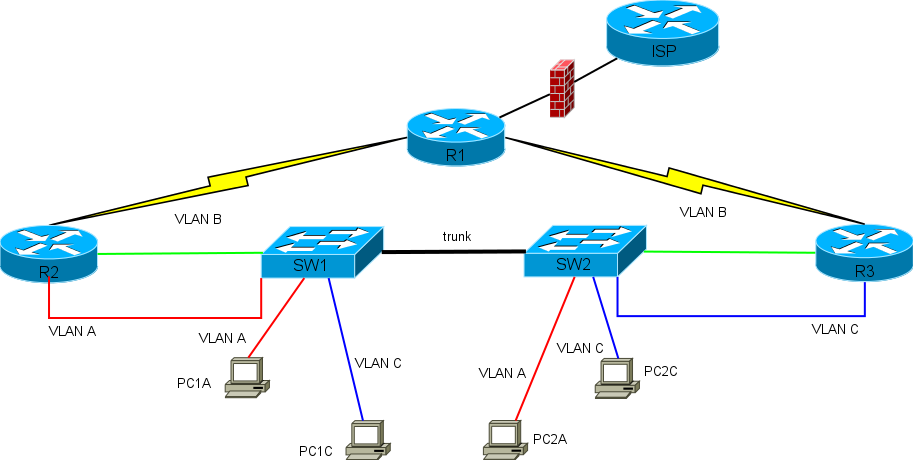 ISP
R1
VLAN B
VLAN B
trunk
R2
SW1
SW2
R3
VLAN A
VLAN A
VLAN C
VLAN C
VLAN A
VLAN C
PC1A
PC2C
PC1C
PC2A